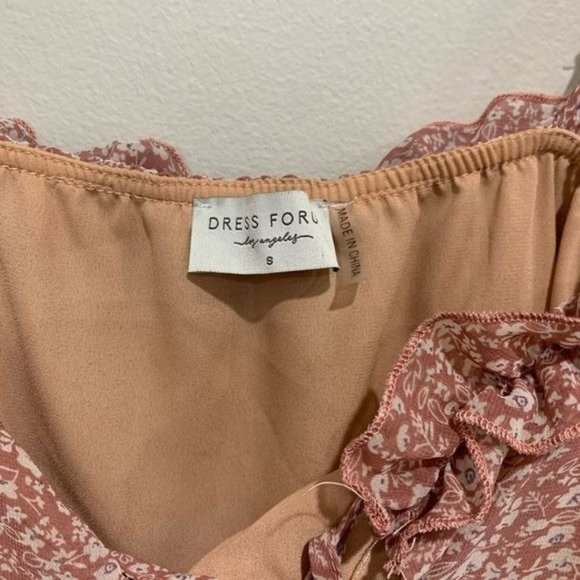 DRESS FORU
los angeles
S
MADE IN CHINA